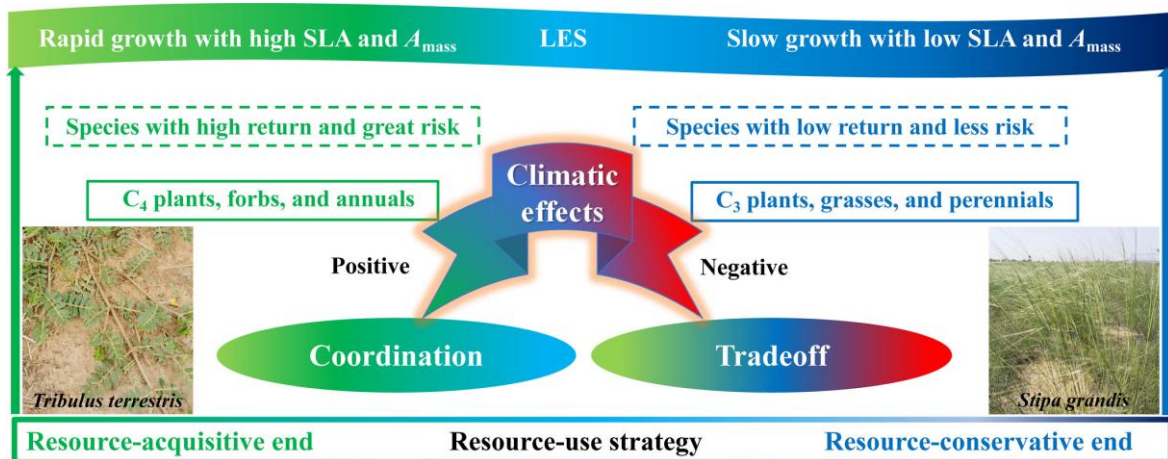 Rapid growth with high SLA and Amass
LES
Slow growth with low SLA and Amass
Species with high return and great risk
Species with low return and less risk
Climatic
effects
C4 plants, forbs, and annuals
C3 plants, grasses, and perennials
Positive
Negative
Coordination
Tradeoff
Tribulus terrestris
Stipa grandis
Resource-acquisitive end
Resource-use strategy
Resource-conservative end